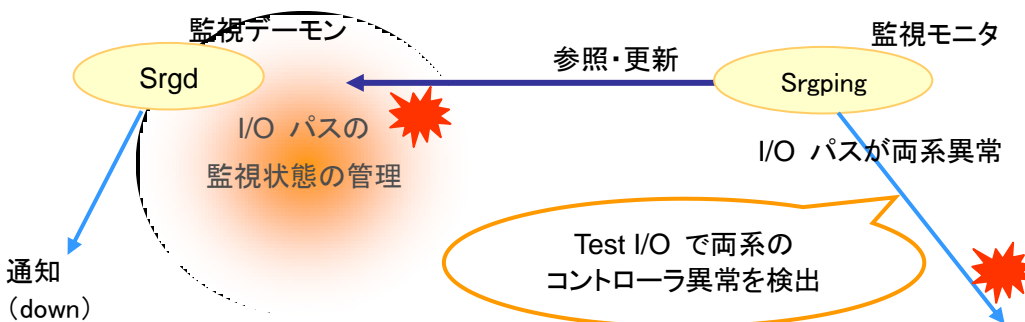 監視デーモン
監視モニタ
Srgd
参照・更新
Srgping
I/O パスの
監視状態の管理
I/O パスが両系異常
Test I/O で両系の
コントローラ異常を検出
通知
(down)